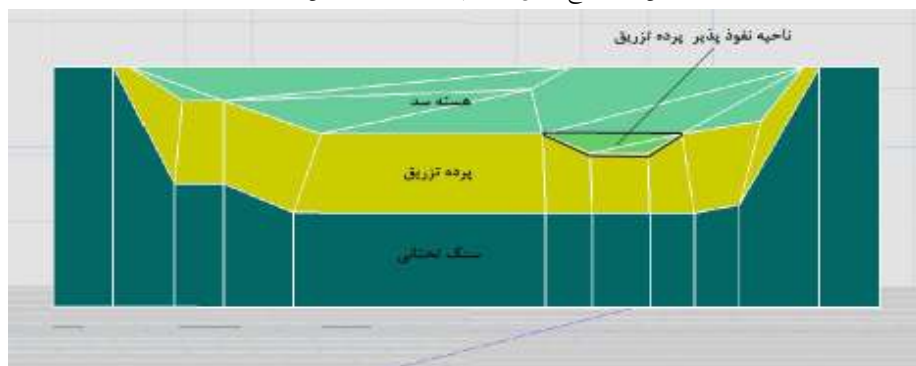 ناحیه نفوذ پذیر پرده تزریق
هسته سد
پرده تزریق
سنگ تحتانی